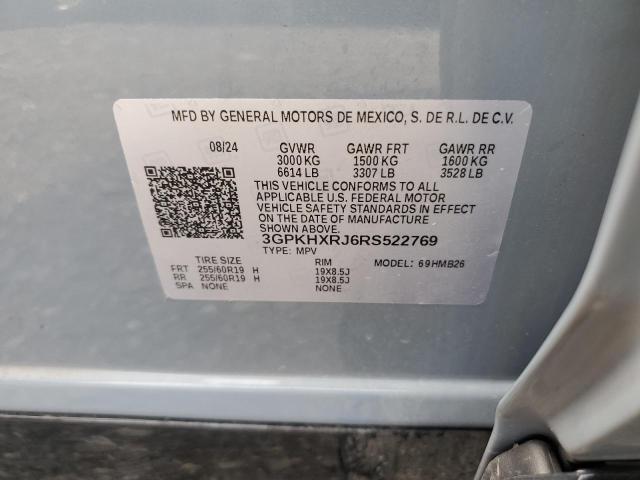 MFD BY GENERAL MOTORS DE MEXICO, S. DE R.L. DE C.V.
08/24 GVWR GAWR FRT GAWR RR
3000 KG 1500 KG 1600 KG
6614 LB 3307 LB 3528 LB
THIS VEHICLE CONFORMS TO ALL
APPLICABLE U.S. FEDERAL MOTOR
VEHICLE SAFETY STANDARDS IN EFFECT
ON THE DATE OF MANUFACTURE
SHOWN ABOVE.
3GPKHXRJ6RS522769
TYPE: MPV MODEL: 69HMB26
TIRE SIZE RIM
FRT 255/60R19 H 19X8.5J
RR 255/60R19 H 19X8.5J
SPA NONE NONE